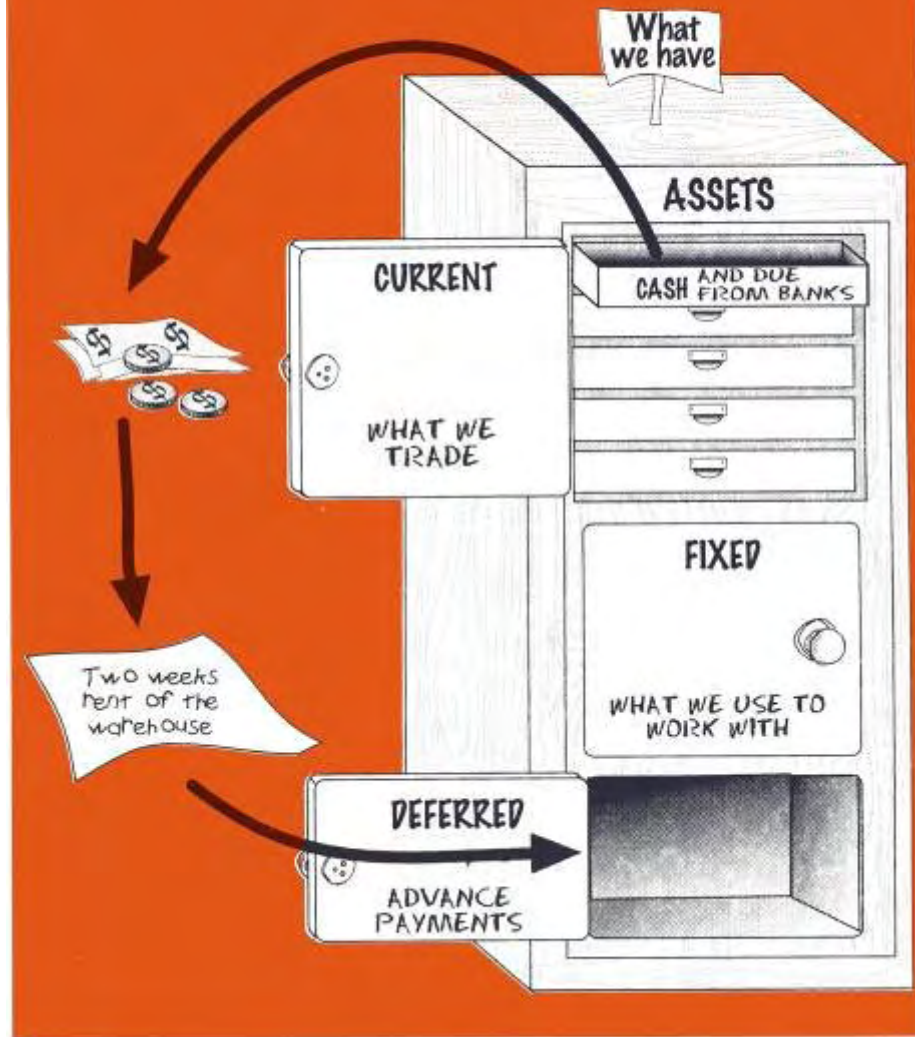 What
we have
ASSETS
CURRENT
CASH AND DUE
FROM BANKS
$ $ $
$ $
WHAT WE
TRADE
FIXED
Two weeks
rent of the
warehouse
WHAT WE USE TO
WORK WITH
DEFERRED
ADVANCE
PAYMENTS